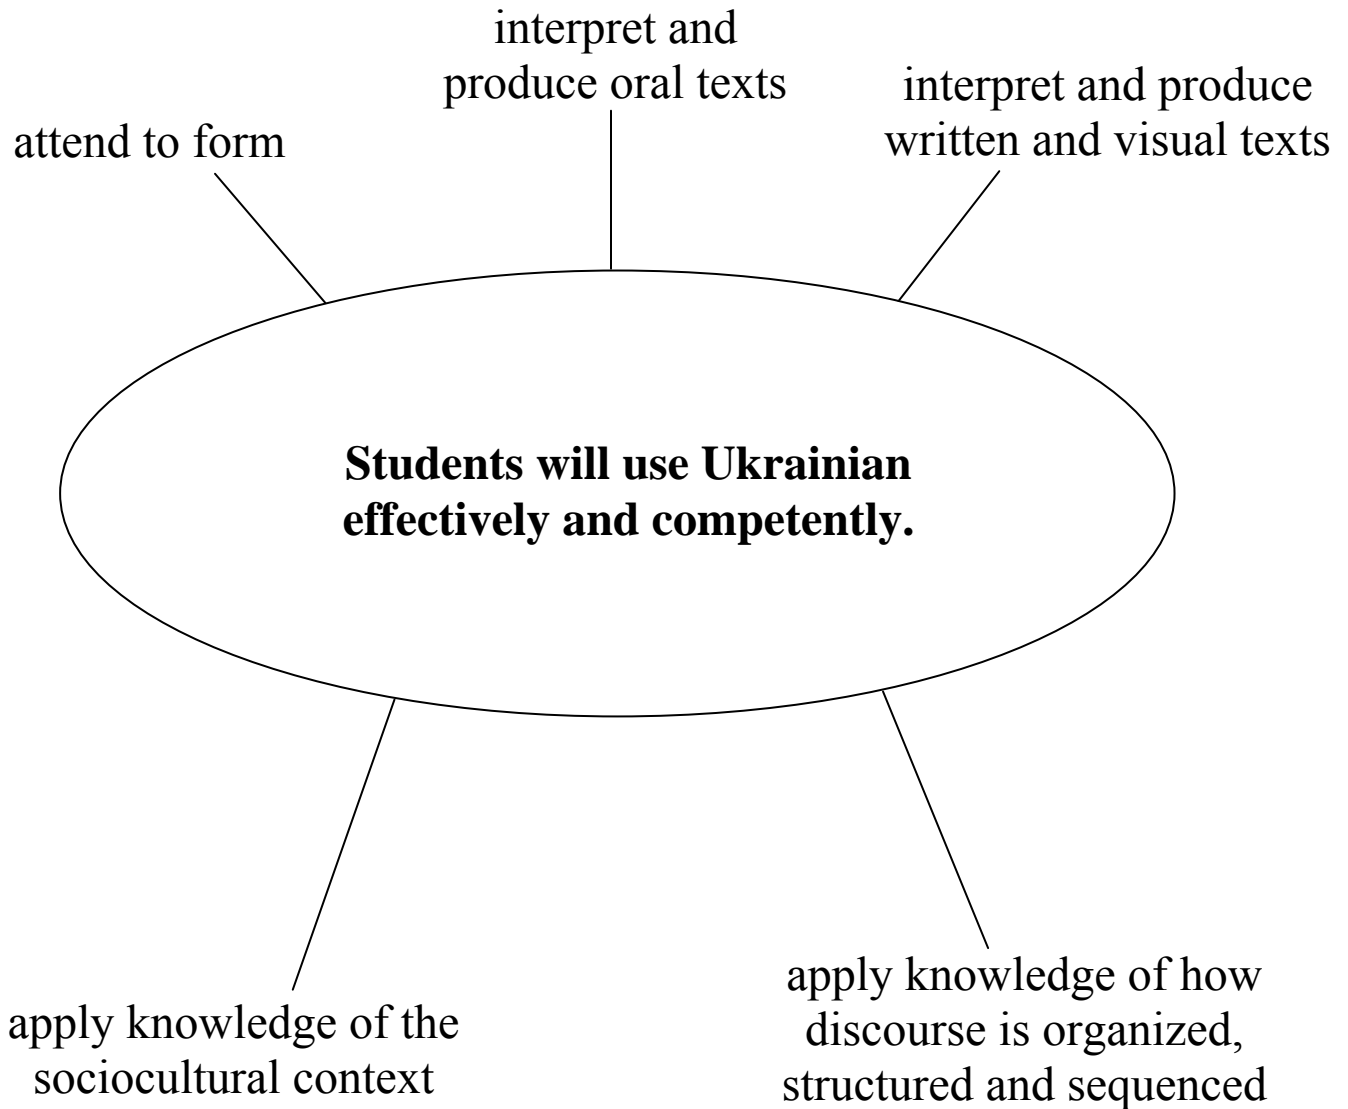 interpret and
produce oral texts
interpret and produce
written and visual texts
attend to form
Students will use Ukrainian
effectively and competently.
apply knowledge of the
sociocultural context
apply knowledge of how
discourse is organized,
structured and sequenced